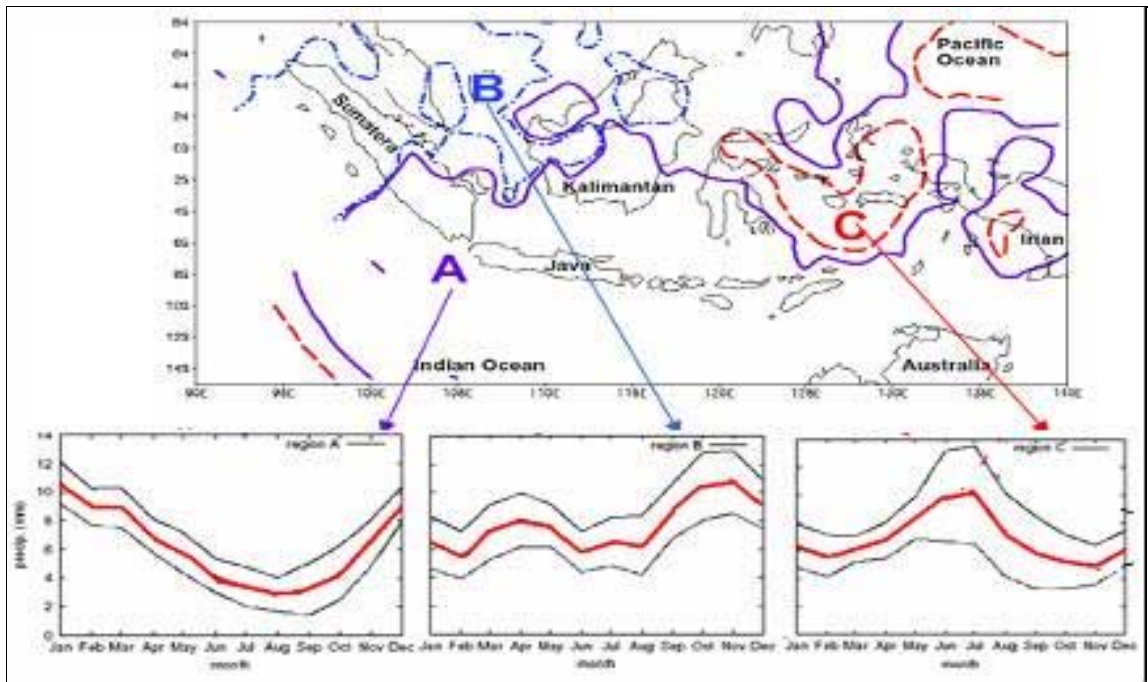 Pacific
Ocean
B
Sumatera
Kalimantan
C
Irian
A
Java
Indian Ocean
Australia
90E
100E
110E
120E
140E
14
12
10
8
6
4
2
0
precip. (mm)
region A
region B
region C
Jan Feb Mar Apr May Jun Jul Aug Sep Oct Nov Dec
Jan Feb Mar Apr May Jun Jul Aug Sep Oct Nov Dec
Jan Feb Mar Apr May Jun Jul Aug Sep Oct Nov Dec
month
month
month